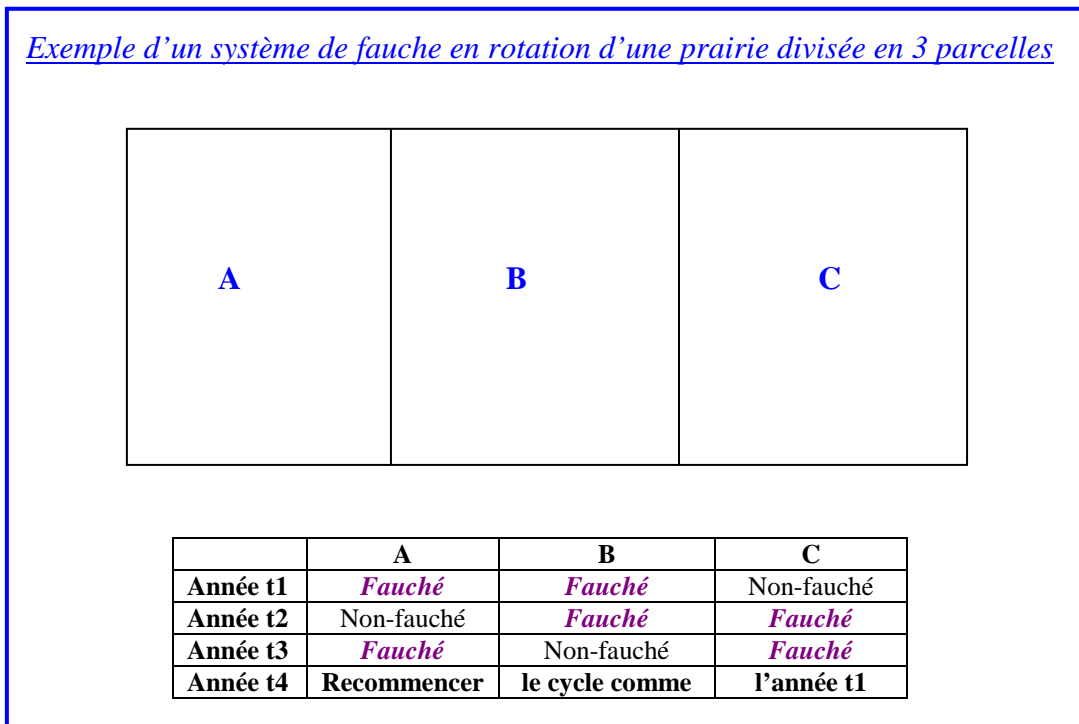 Exemple d’un système de fauche en rotation d’une prairie divisée en 3 parcelles
A B C
A B C
Année t1 Fauché Fauché Non-fauché
Année t2 Non-fauché Fauché Fauché
Année t3 Fauché Non-fauché Fauché
Année t4 Recommencer le cycle comme l’année t1